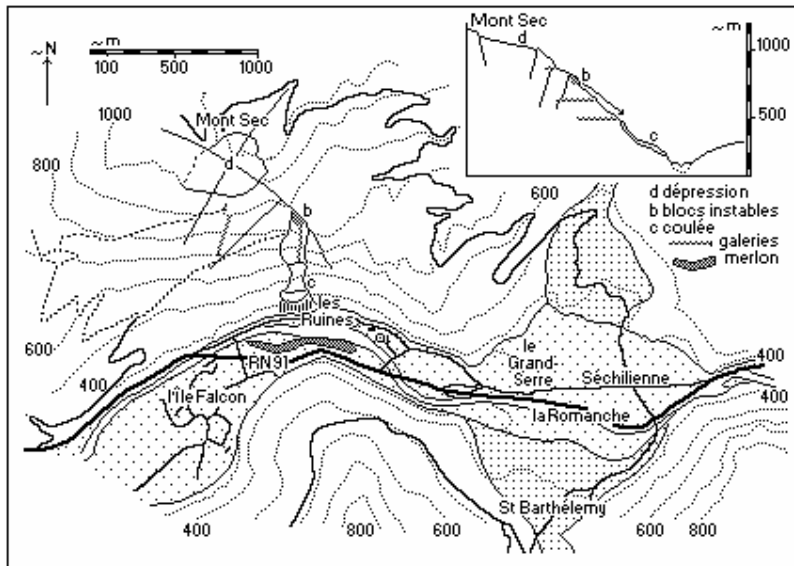 ~N
~ m
100 500 1000
Mont Sec
1000
d
800
b
600
c
les
Ruines
600
400
RN91
l'île Falcon
le
Grand-
Serre
Séchilienne
la Romanche
400
400
St Barthélemy
400
800
600
600
800
Mont Sec
d
b
c
~ m
1000
500
d dépression
b blocs instables
c coulée
galeries
merlon
600